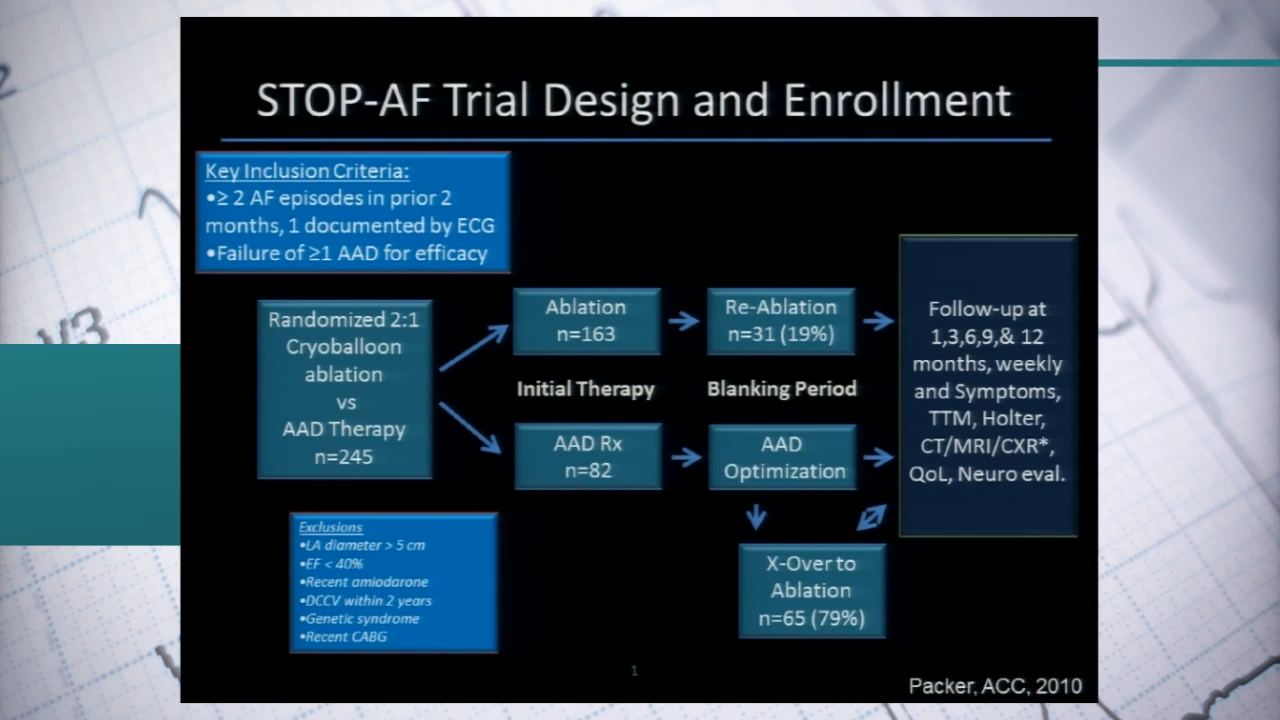 STOP-AF Trial Design and Enrollment
Key Inclusion Criteria:
•≥ 2 AF episodes in prior 2
months, 1 documented by ECG
•Failure of ≥1 AAD for efficacy
Randomized 2:1
Cryoballoon
ablation
vs
AAD Therapy
n=245
Ablation
n=163
Re-Ablation
n=31 (19%)
Initial Therapy
Blanking Period
AAD Rx
n=82
AAD
Optimization
X-Over to
Ablation
n=65 (79%)
Follow-up at
1,3,6,9,& 12
months, weekly
and Symptoms,
TTM, Holter,
CT/MRI/CXR*,
QoL, Neuro eval.
Exclusions
•LA diameter > 5 cm
•EF < 40%
•Recent amiodarone
•DCCV within 2 years
•Genetic syndrome
•Recent CABG
1
Packer, ACC, 2010
V3